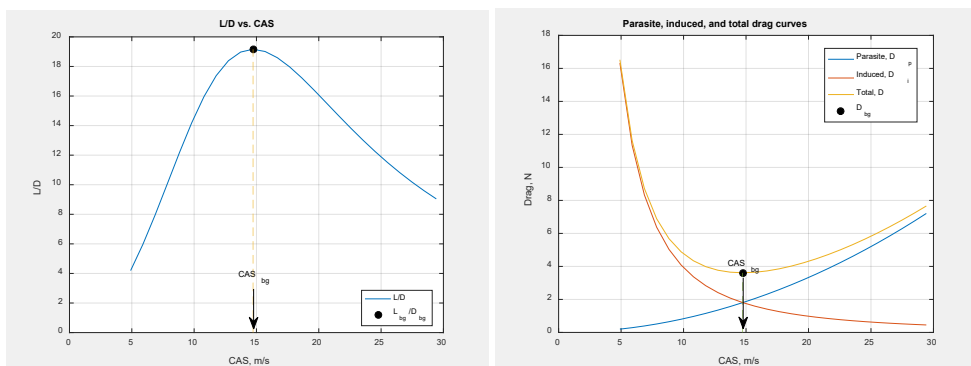 L/D vs. CAS
20
18
16
14
12
10
8
6
4
2
0
L/D
CAS
bg
L/D
L
bg
/D
bg
0
5
10
15
20
25
30
CAS, m/s
Parasite, induced, and total drag curves
18
16
14
12
10
8
6
4
2
0
Drag, N
Parasite, D
p
Induced, D
i
Total, D
D
bg
CAS
bg
0
5
10
15
20
25
30
CAS, m/s